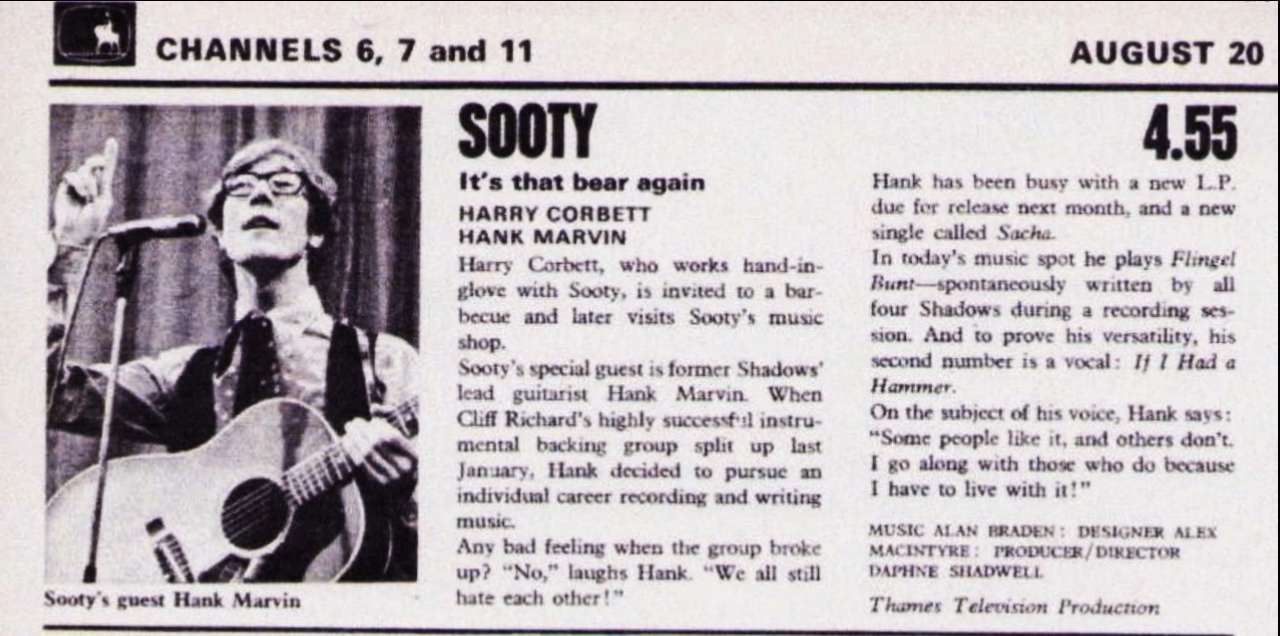 CHANNELS 6, 7 and 11
AUGUST 20
SOOTY
4.55
It's that bear again
HARRY CORBETT
HANK MARVIN
Harry Corbett, who works hand-in-
glove with Sooty, is invited to a bar-
becue and later visits Sooty's music
shop.
Sooty's special guest is former Shadows'
lead guitarist Hank Marvin. When
Cliff Richard's highly successful instru-
mental backing group split up last
January, Hank decided to pursue an
individual career recording and writing
music.
Any bad feeling when the group broke
up? “No,” laughs Hank. “We all still
hate each other!”
Hank has been busy with a new L.P.
due for release next month, and a new
single called Sacha.
In today's music spot he plays Flingel
Bunt—spontaneously written by all
four Shadows during a recording ses-
sion. And to prove his versatility, his
second number is a vocal: If I Had a
Hammer.
On the subject of his voice, Hank says:
“Some people like it, and others don't.
I go along with those who do because
I have to live with it!”
MUSIC ALAN BRADEN: DESIGNER ALEX
MACINTYRE: PRODUCER/DIRECTOR
DAPHNE SHADWELL
Thames Television Production
Sooty's guest Hank Marvin